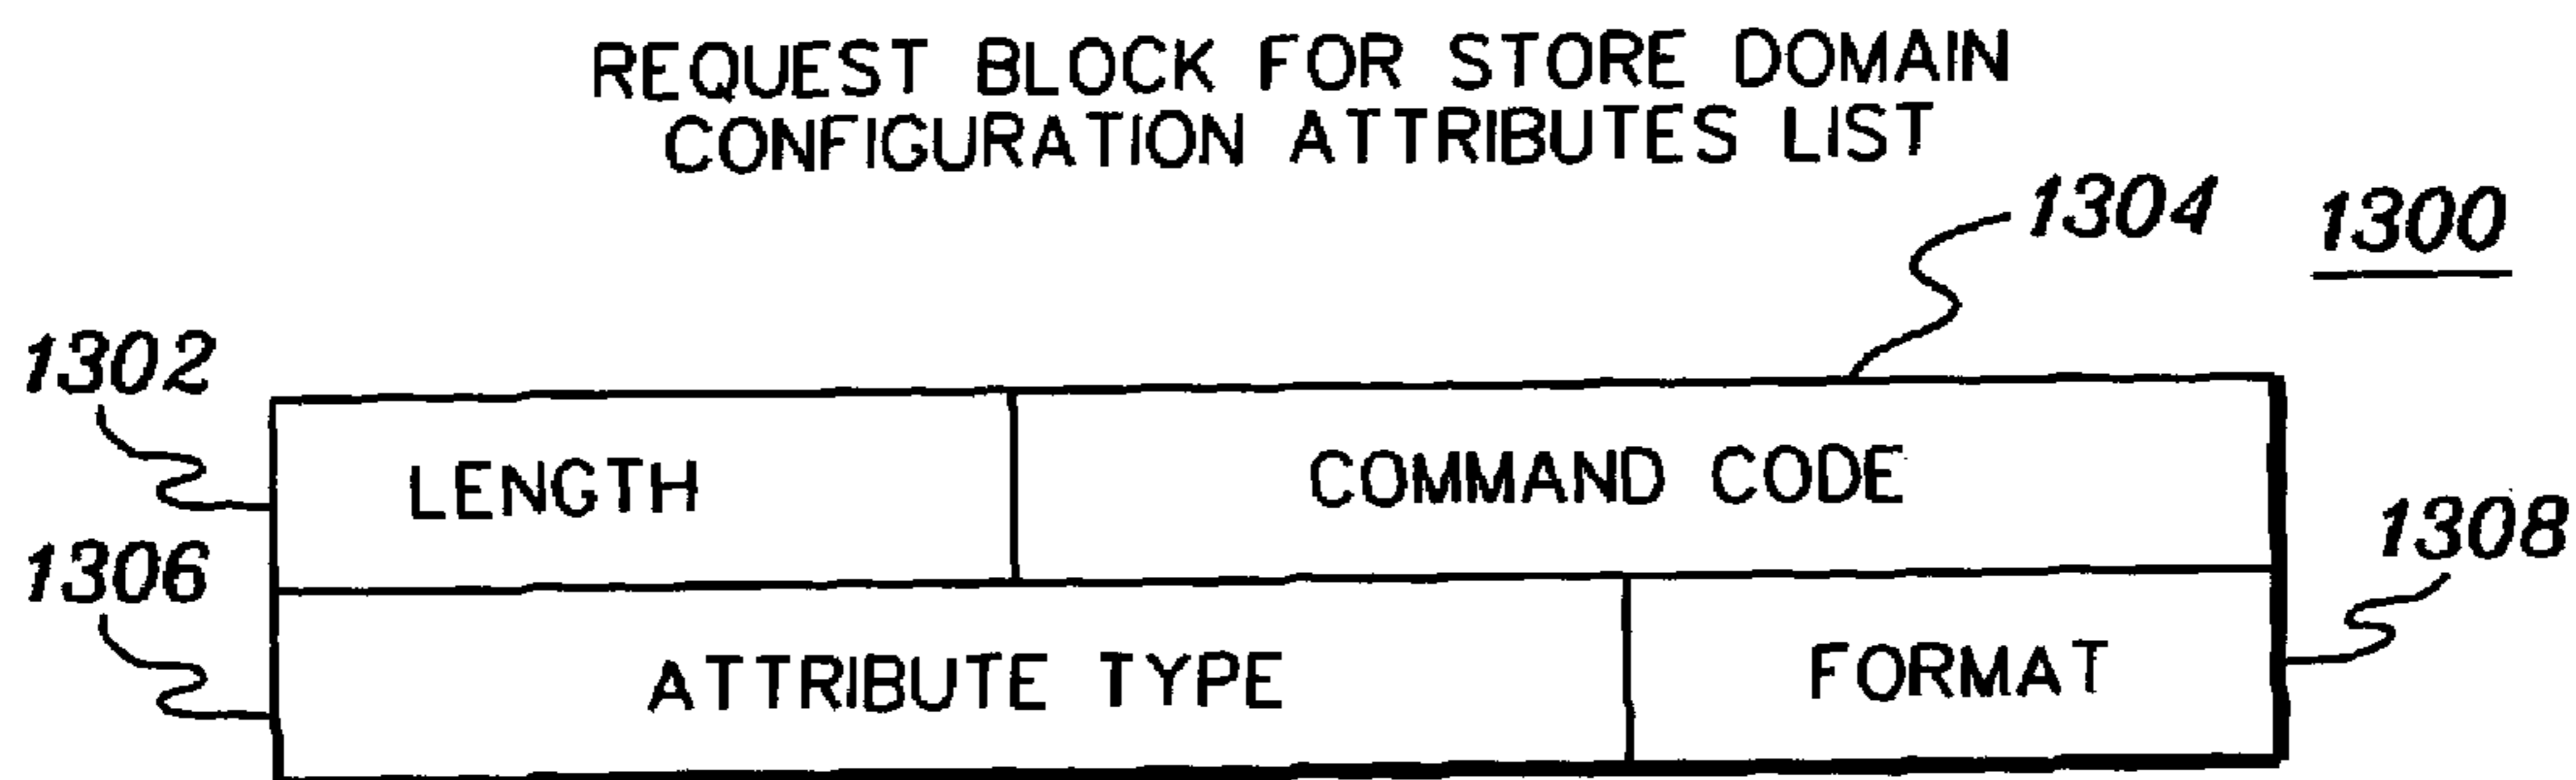 REQUEST BLOCK FOR STORE DOMAIN
CONFIGURATION ATTRIBUTES LIST
1304
1300
1302
LENGTH
COMMAND CODE
1308
1306
ATTRIBUTE TYPE
FORMAT